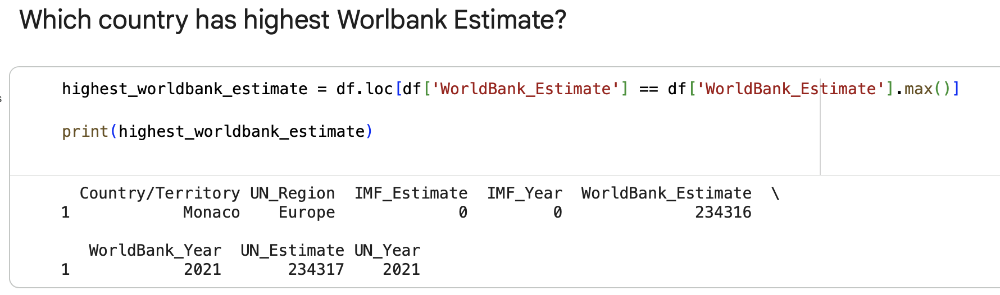 Which country has highest Worlbank Estimate?
highest_worldbank_estimate = df.loc[df['WorldBank_Estimate'] == df['WorldBank_Estimate'].max()]
print(highest_worldbank_estimate)
Country/Territory UN_Region IMF_Estimate IMF_Year WorldBank_Estimate \
1 Monaco Europe 0 0 234316
WorldBank_Year UN_Estimate UN_Year
1 2021 234317 2021